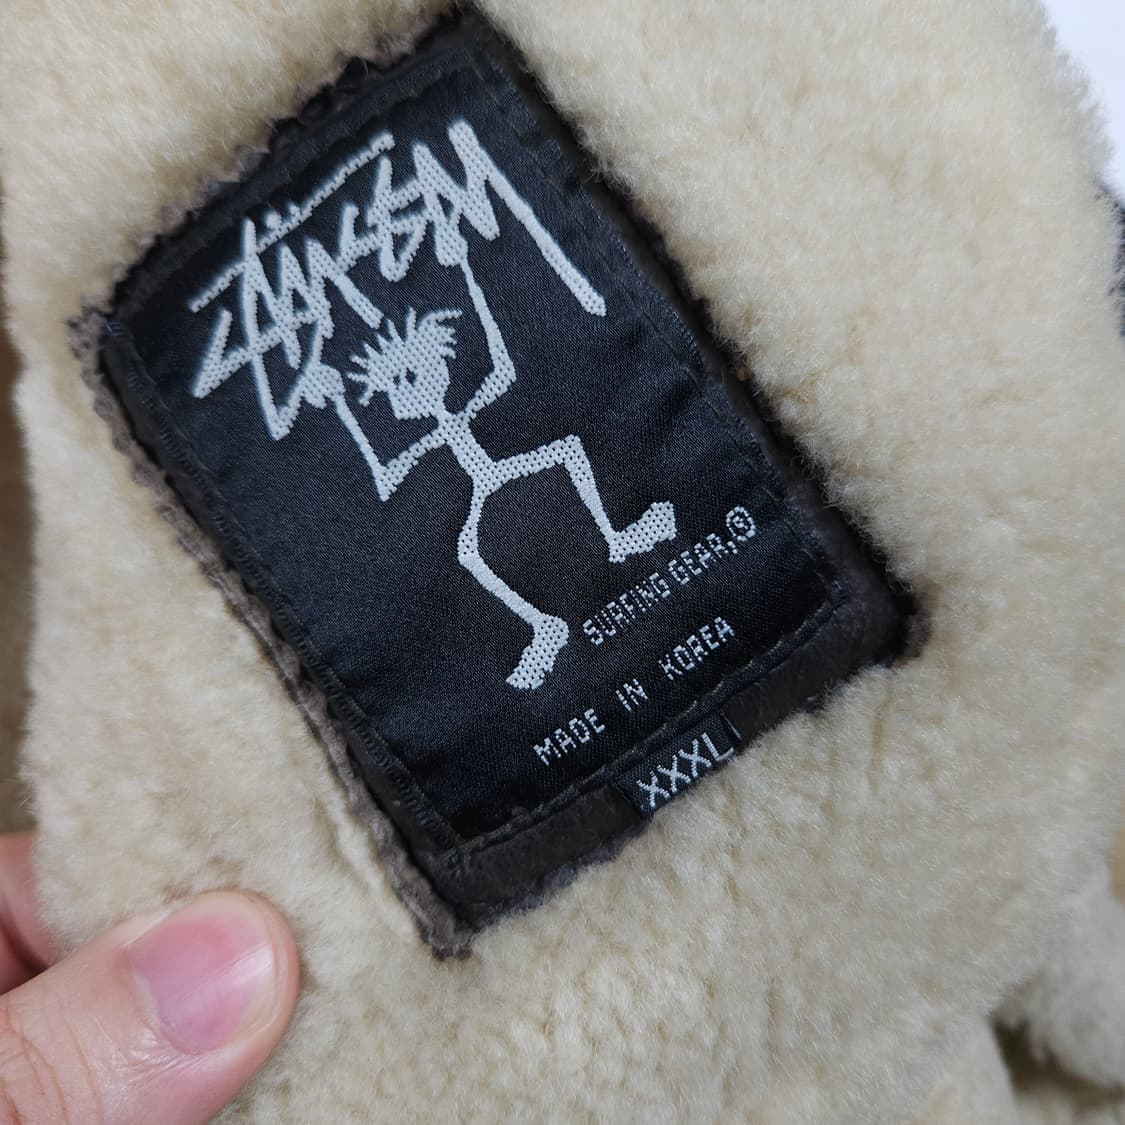 STÜSSY
SURFING GEAR,®
MADE IN KOREA
XXXL